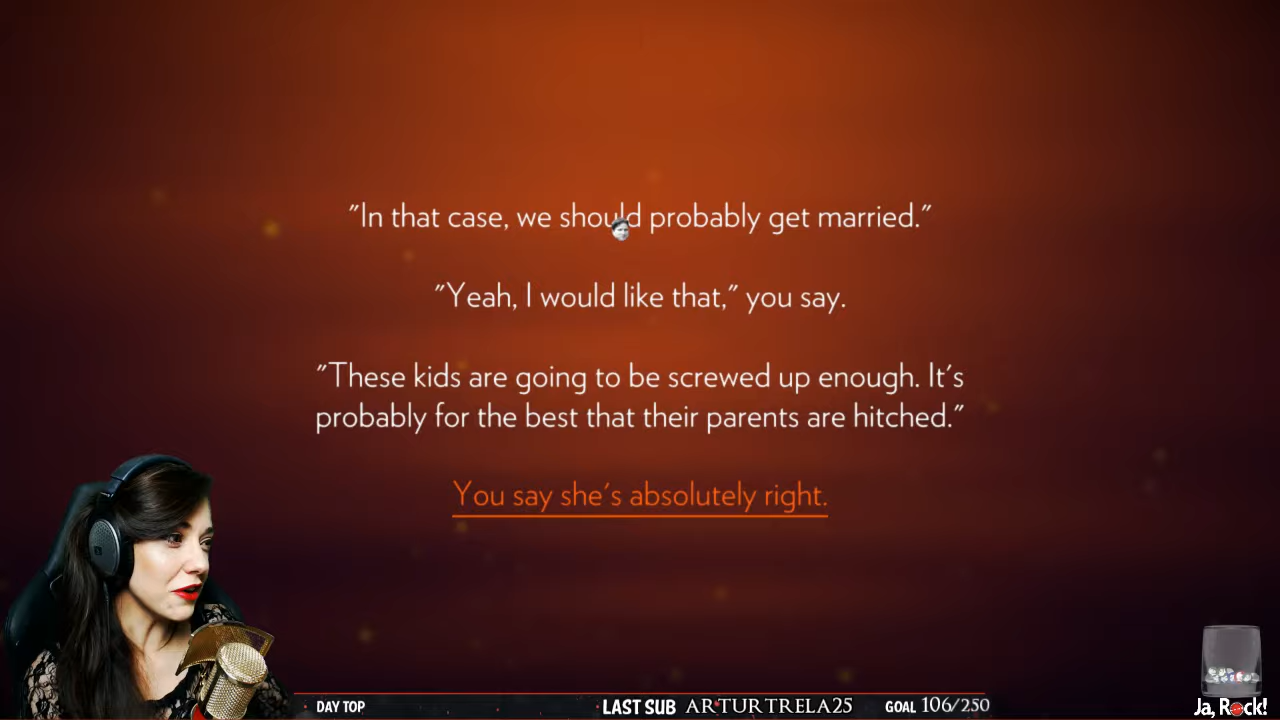 "In that case, we should probably get married."
"Yeah, I would like that," you say.
"These kids are going to be screwed up enough. It's
probably for the best that their parents are hitched."
You say she's absolutely right.
DAY TOP
LAST SUB ARTUR TRELA25
GOAL 106/250
Ja, Rock!